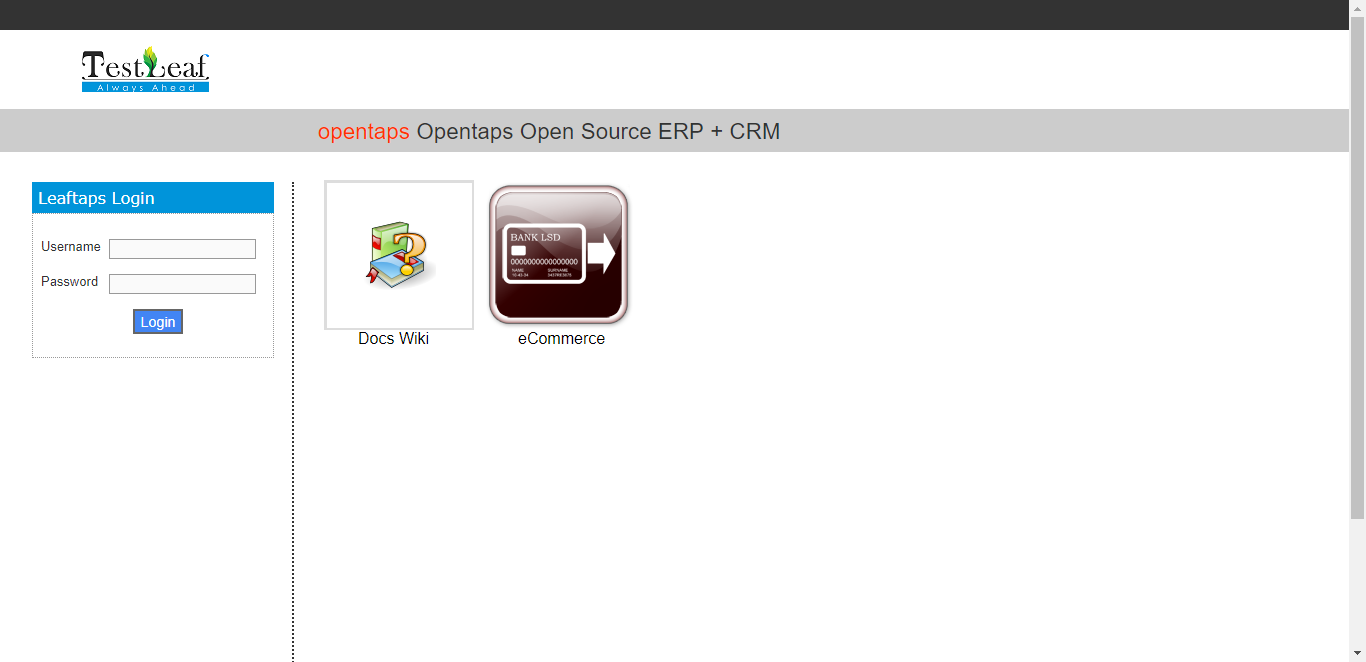 TestLeaf
Always Ahead
opentaps Opentaps Open Source ERP + CRM
Leaftaps Login
Username
Password
Login
BANK LSD
0000000000000000
NAME SURNAME
Docs Wiki
eCommerce